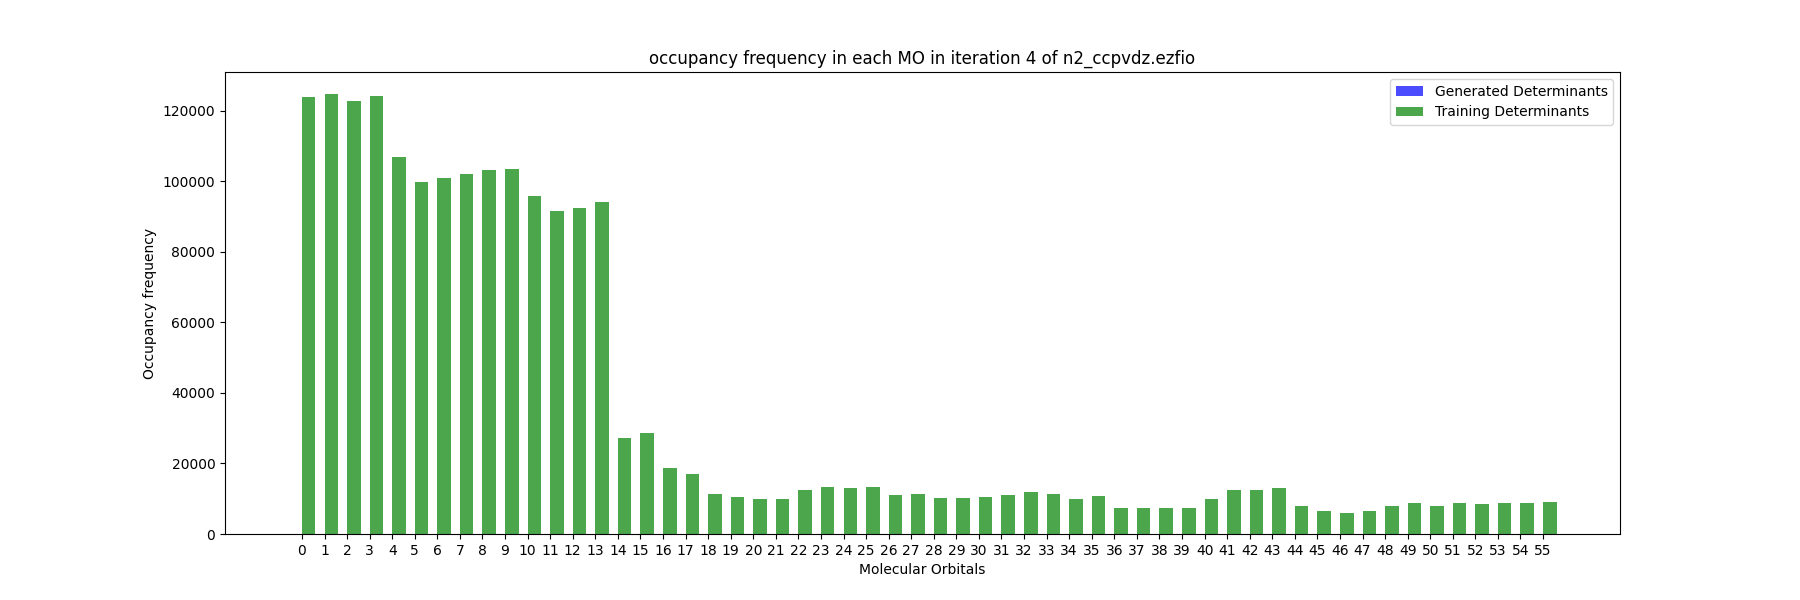 occupancy frequency in each MO in iteration 4 of n2_ccpvdz.ezfio
Generated Determinants
Training Determinants
120000
100000
80000
60000
40000
20000
0
Occupancy frequency
0 1 2 3 4 5 6 7 8 9 10 11 12 13 14 15 16 17 18 19 20 21 22 23 24 25 26 27 28 29 30 31 32 33 34 35 36 37 38 39 40 41 42 43 44 45 46 47 48 49 50 51 52 53 54 55
Molecular Orbitals